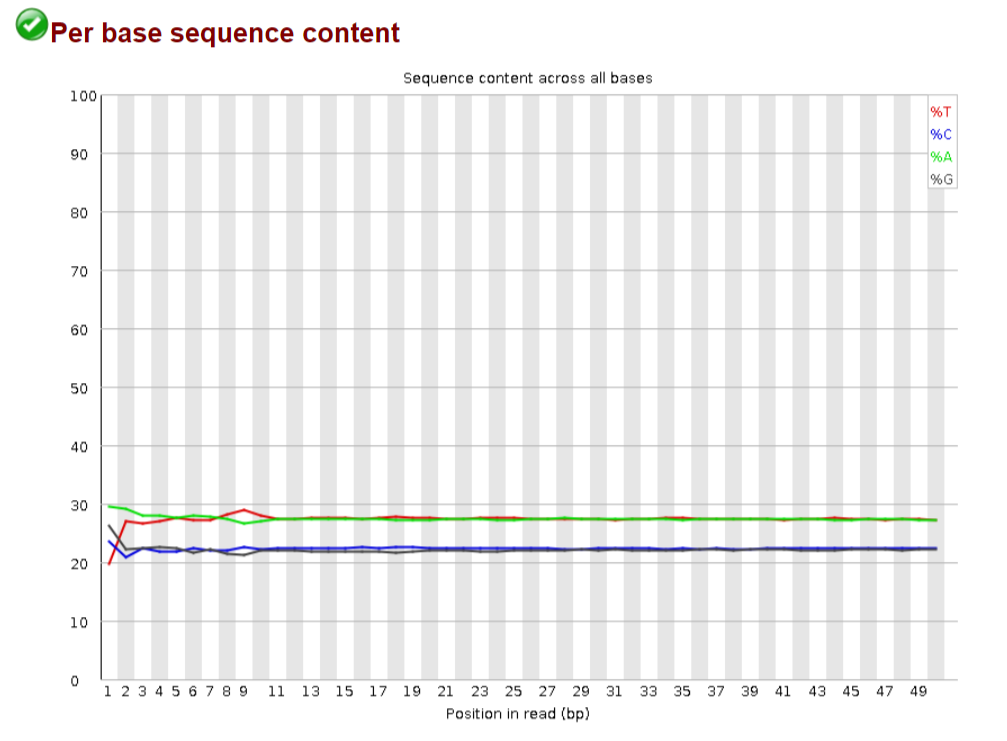 Per base sequence content
Sequence content across all bases
%T
%C
%A
%G
100
90
80
70
60
50
40
30
20
10
0
1 2 3 4 5 6 7 8 9 11 13 15 17 19 21 23 25 27 29 31 33 35 37 39 41 43 45 47 49
Position in read (bp)